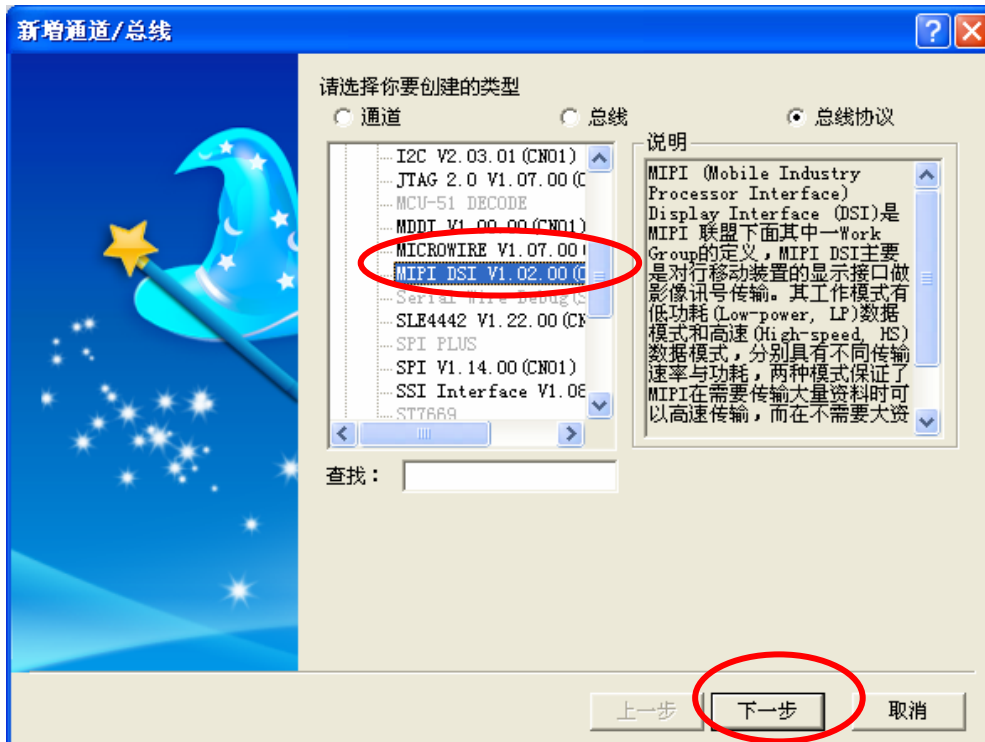 新增通道/总线
请选择你要创建的类型
通道
总线
总线协议
I2C V2.03.01(CN01)
JTAG 2.0 V1.07.00(C
MCU-51 DECODE
MDDI V1.00.00(CN01)
MICROWIRE V1.07.00(
MIPI DSI V1.02.00(C
Serial Wire Debug(S
SLE4442 V1.22.00(CN
SPI PLUS
SPI V1.14.00(CN01)
SSI Interface V1.08
ST7669
说明
MIPI (Mobile Industry
Processor Interface)
Display Interface (DSI)是
MIPI 联盟下面其中一Work
Group的定义，MIPI DSI主要
是对行移动装置的显示接口做
影像讯号传输。其工作模式有
低功耗(Low-power, LP)数据
模式和高速(High-speed, HS)
数据模式，分别具有不同传输
速率与功耗，两种模式保证了
MIPI在需要传输大量资料时可
以高速传输，而在不需要大资
查找：
上一步
下一步
取消